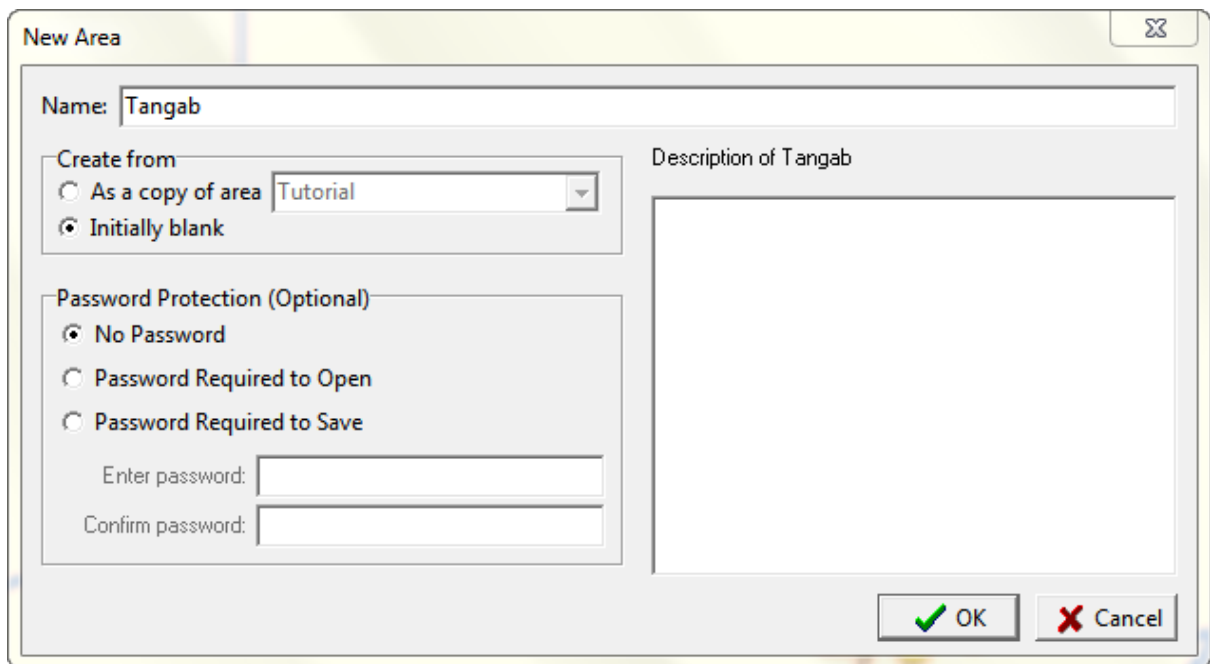 New Area
Name: Tangab
Create from
As a copy of area Tutorial
Initially blank
Password Protection (Optional)
No Password
Password Required to Open
Password Required to Save
Enter password:
Confirm password:
Description of Tangab
OK Cancel